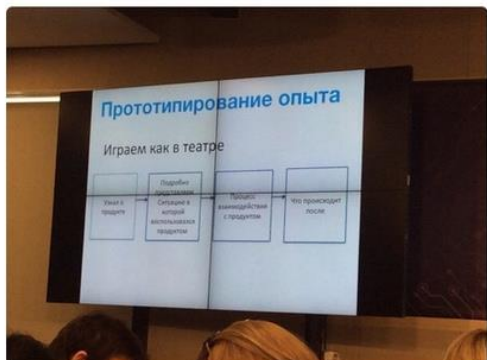 Прототипирование опыта
Играем как в театре
Узнал о
продукте
Подробно
представляем
Ситуацию в
которой
воспользовался
продуктом
Процесс
взаимодействия
с продуктом
Что происходит
после